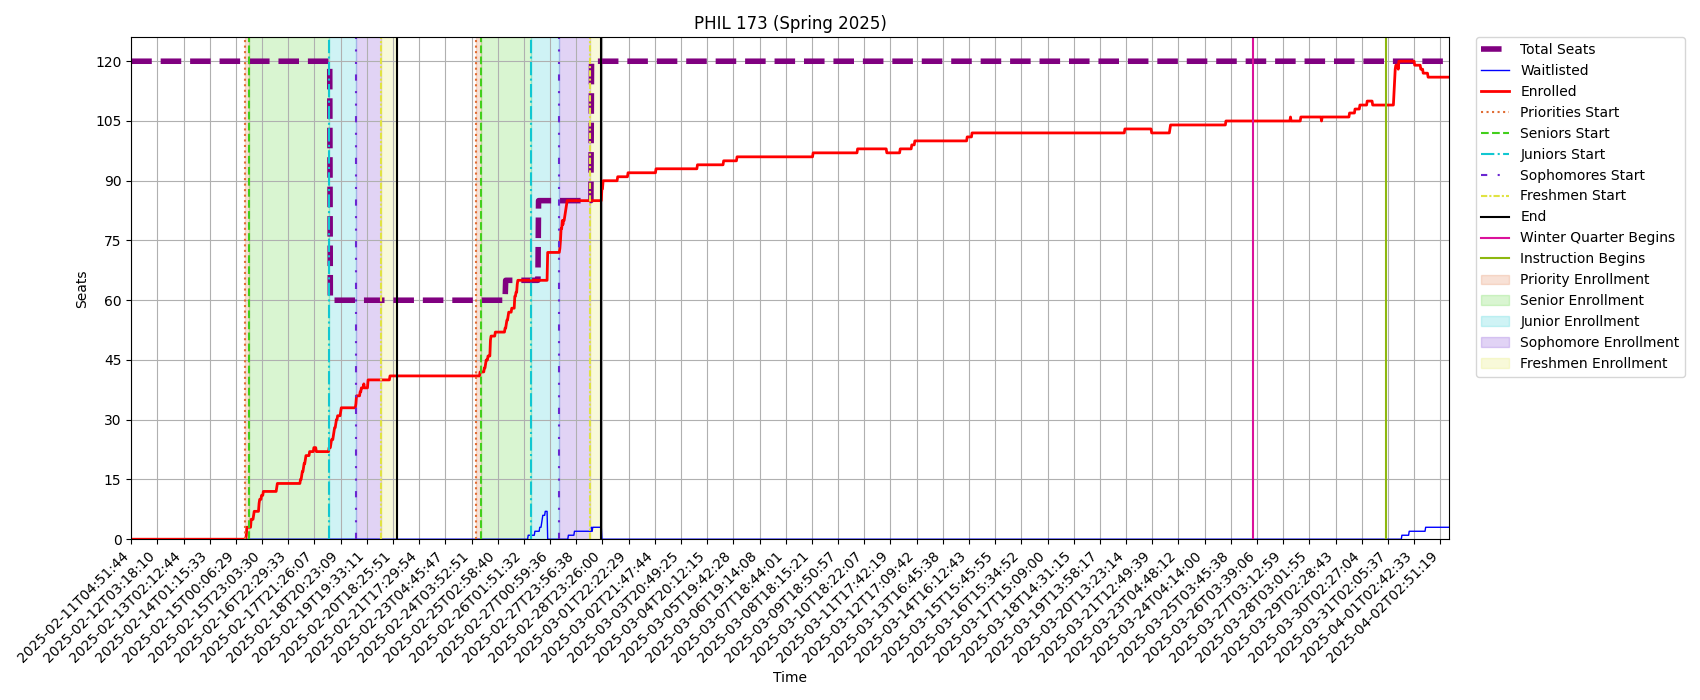 PHIL 173 (Spring 2025)
Seats
120
105
90
75
60
45
30
15
0
2025-02-11T04:51:44
2025-02-12T03:18:10
2025-02-13T02:12:44
2025-02-14T01:15:33
2025-02-15T00:06:29
2025-02-15T23:03:30
2025-02-16T22:29:33
2025-02-17T21:26:07
2025-02-18T20:23:09
2025-02-19T19:33:11
2025-02-20T18:25:51
2025-02-21T17:29:54
2025-02-24T03:45:47
2025-02-24T03:52:51
2025-02-25T02:58:40
2025-02-26T01:51:32
2025-02-27T00:59:36
2025-02-27T23:56:38
2025-02-28T23:26:00
2025-03-01T22:22:29
2025-03-02T21:47:44
2025-03-03T20:49:25
2025-03-04T20:12:15
2025-03-05T19:42:28
2025-03-06T19:14:08
2025-03-07T18:44:01
2025-03-08T18:15:21
2025-03-09T18:50:57
2025-03-10T18:22:07
2025-03-11T17:42:19
2025-03-12T17:09:42
2025-03-13T16:45:38
2025-03-14T16:12:43
2025-03-15T15:45:55
2025-03-16T15:34:52
2025-03-17T15:09:00
2025-03-18T14:31:15
2025-03-19T13:58:17
2025-03-20T13:23:14
2025-03-21T12:49:39
2025-03-23T04:48:12
2025-03-24T04:14:00
2025-03-25T03:45:38
2025-03-26T03:39:06
2025-03-27T03:12:59
2025-03-28T03:01:55
2025-03-29T02:28:43
2025-03-30T02:27:04
2025-03-31T02:05:37
2025-04-01T02:42:33
2025-04-02T02:51:19
Time
Total Seats
Waitlisted
Enrolled
Priorities Start
Seniors Start
Juniors Start
Sophomores Start
Freshmen Start
End
Winter Quarter Begins
Instruction Begins
Priority Enrollment
Senior Enrollment
Junior Enrollment
Sophomore Enrollment
Freshmen Enrollment